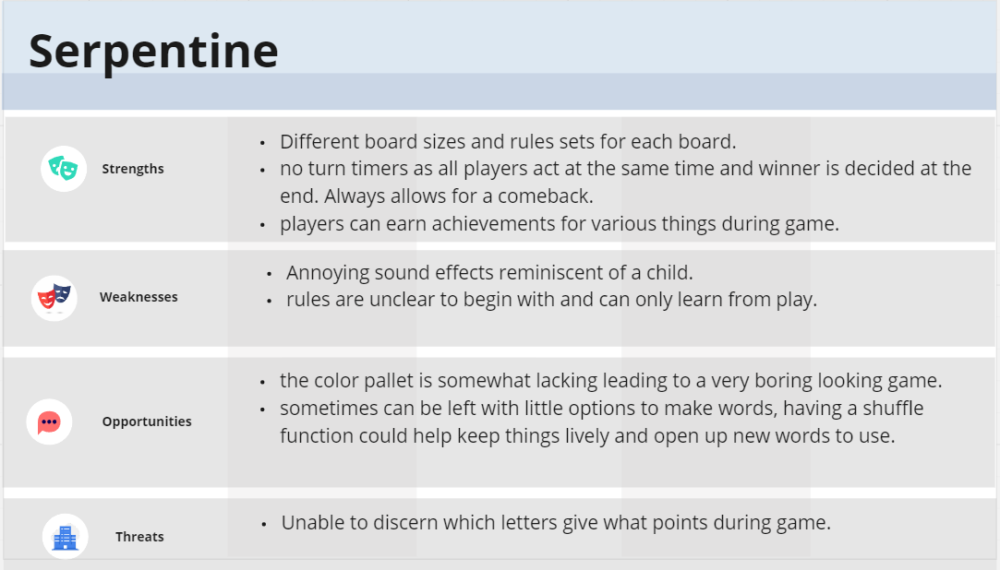 Serpentine
Strengths
• Different board sizes and rules sets for each board.
• no turn timers as all players act at the same time and winner is decided at the
end. Always allows for a comeback.
• players can earn achievements for various things during game.
Weaknesses
• Annoying sound effects reminiscent of a child.
• rules are unclear to begin with and can only learn from play.
Opportunities
• the color pallet is somewhat lacking leading to a very boring looking game.
• sometimes can be left with little options to make words, having a shuffle
function could help keep things lively and open up new words to use.
Threats
• Unable to discern which letters give what points during game.